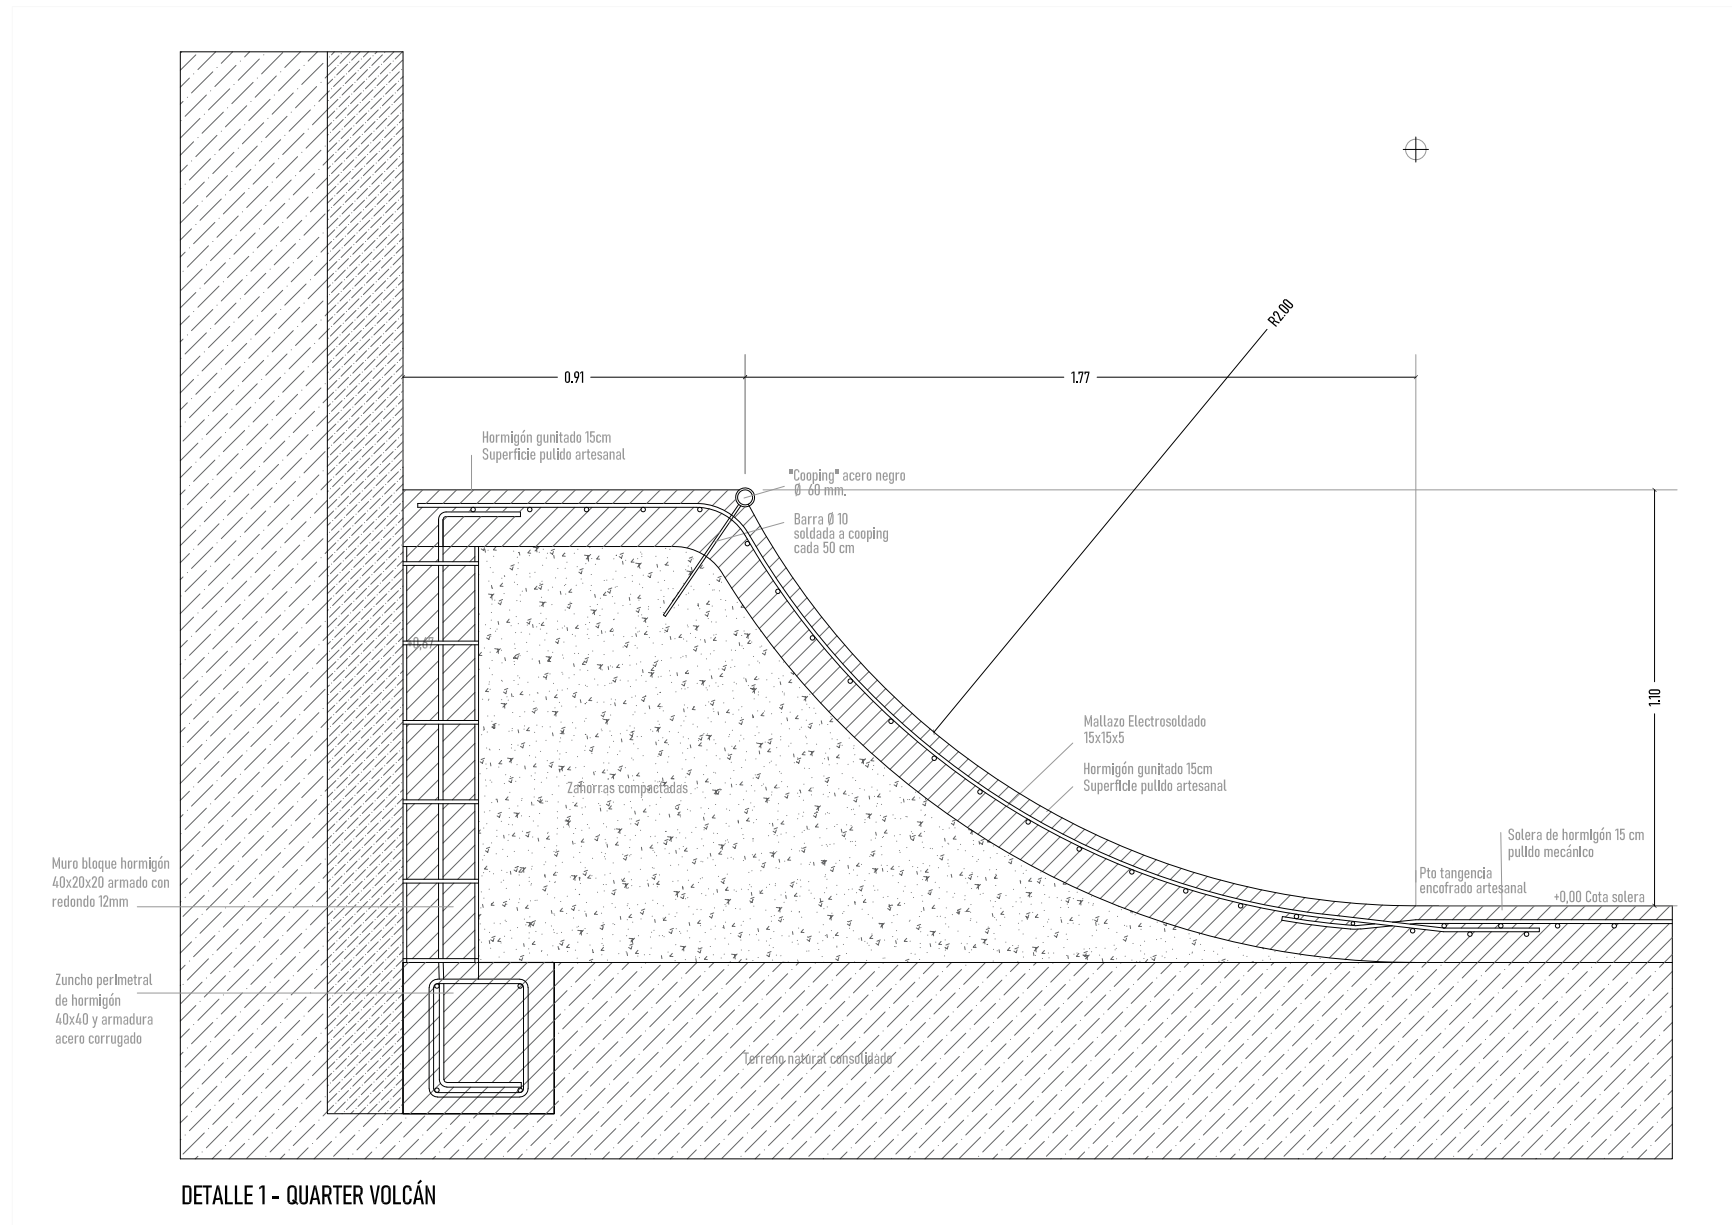 R2.00
0.91
1.77
Hormigón gunitado 15cm
Superficie pulido artesanal
"Cooping" acero negro
Ø 60 mm.
Barra Ø 10
soldada a cooping
cada 50 cm
+0,67
1.10
Mallazo Electrosoldado
15x15x5
Hormigón gunitado 15cm
Superficie pulido artesanal
Zahorras compactadas
Solera de hormigón 15 cm
pulido mecánico
Muro bloque hormigón
40x20x20 armado con
redondo 12mm
Pto tangencia
encofrado artesanal
+0,00 Cota solera
Zuncho perimetral
de hormigón
40x40 y armadura
acero corrugado
Terreno natural consolidado
DETALLE 1 - QUARTER VOLCÁN